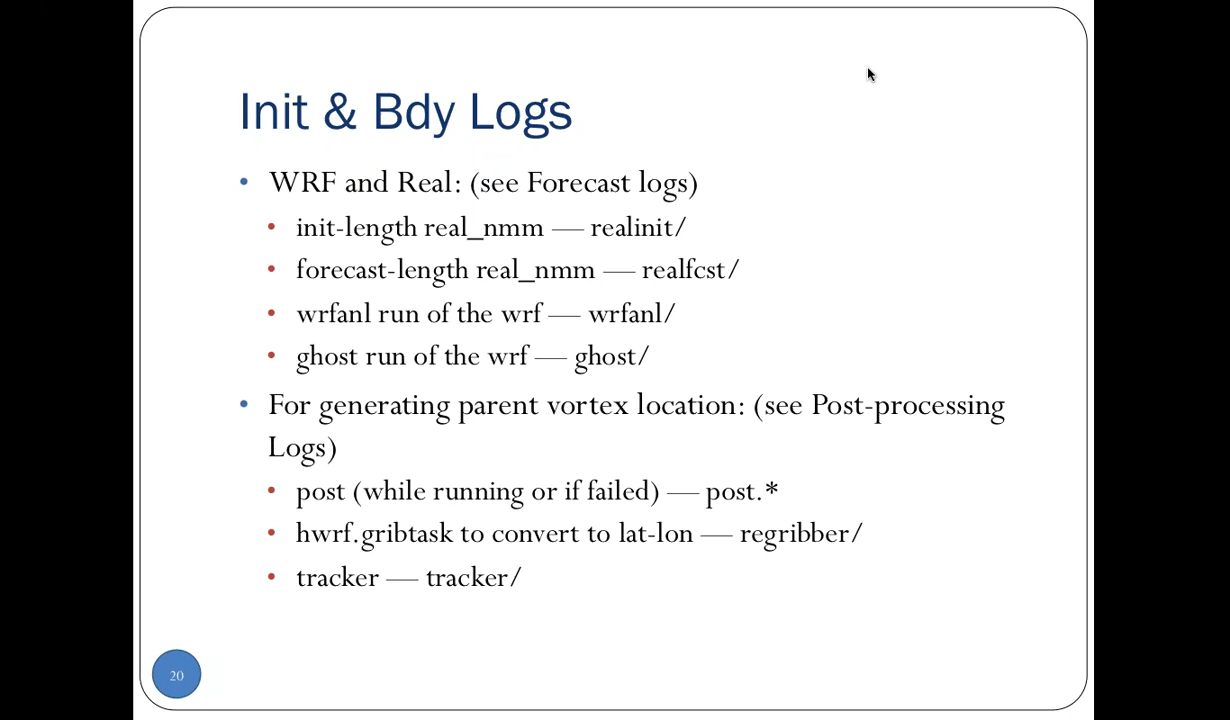 Init & Bdy Logs
• WRF and Real: (see Forecast logs)
• init-length real_nmm — realinit/
• forecast-length real_nmm — realfcst/
• wrfanl run of the wrf — wrfanl/
• ghost run of the wrf — ghost/
• For generating parent vortex location: (see Post-processing
Logs)
• post (while running or if failed) — post.*
• hwrf.gribtask to convert to lat-lon — regribber/
• tracker — tracker/
20